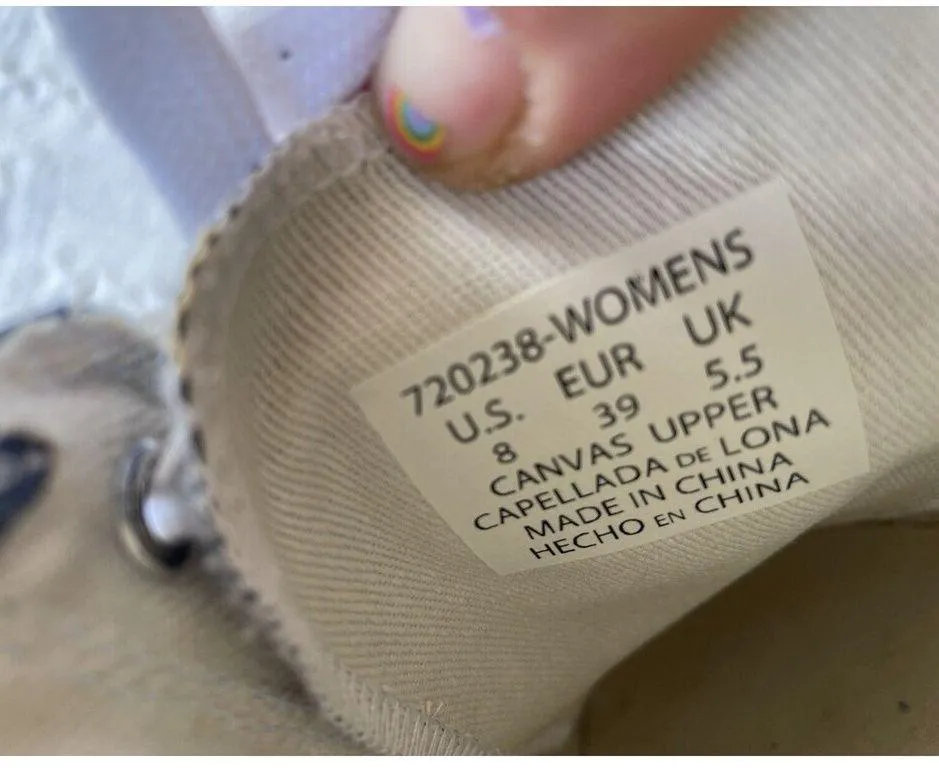 720238-WOMENS
U.S. EUR UK
8 39 5.5
CANVAS UPPER
CAPELLADA DE LONA
MADE IN CHINA
HECHO EN CHINA